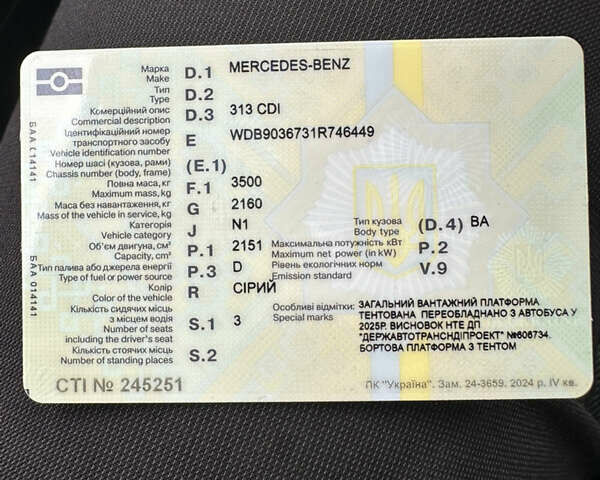 Марка D.1 MERCEDES-BENZ
Make
Тип D.2
Type
Комерційний опис D.3 313 CDI
Commercial description
Ідентифікаційний номер
транспортного засобу E WDB9036731R746449
Vehicle identification number
Номер шасі (кузова, рами) (E.1)
Chassis number (body, frame)
Повна маса, кг F.1 3500
Maximum mass, kg
Маса без навантаження, кг G 2160
Mass of the vehicle in service, kg
Категорія J N1
Vehicle category
Тип кузова (D.4) BA
Body type
Об'єм двигуна, см³ P.1 2151
Capacity, cm³
Максимальна потужність кВт P.2
Maximum net power (in kW)
Тип палива або джерела енергії P.3 D
Type of fuel or power source
Рівень екологічних норм V.9
Emission standard
Колір R СІРИЙ
Color of the vehicle
Кількість сидячих місць
з місцем водія S.1 3
Number of seats
including the driver's seat
Кількість стоячих місць S.2
Number of standing places
Особливі відмітки: ЗАГАЛЬНИЙ ВАНТАЖНИЙ ПЛАТФОРМА
Special marks ТЕНТОВАНА ПЕРЕОБЛАДНАНО З АВТОБУСА У
2025Р. ВИСНОВОК НТЕ ДП
"ДЕРЖАВТОТРАНСНДІПРОЕКТ" №606734.
БОРТОВА ПЛАТФОРМА З ТЕНТОМ
СТІ № 245251
ПК "Україна". Зам. 24-3659. 2024 р. IV кв.
БАА 014141
БАА 014141